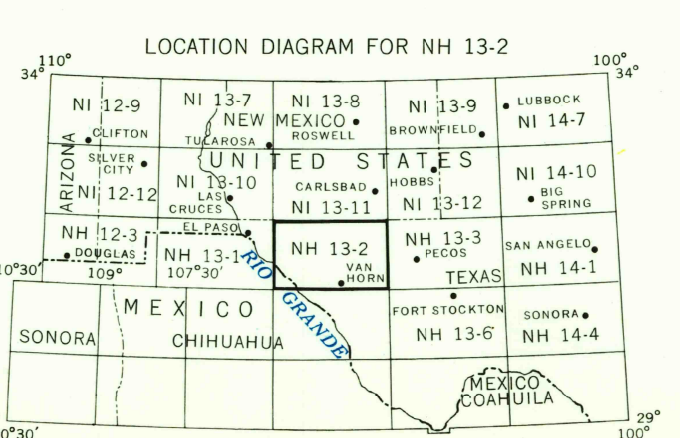 LOCATION DIAGRAM FOR NH 13-2
110° 100°
34° 34°
NI 12-9 NI 13-7 NI 13-8 NI 13-9 LUBBOCK
NI 14-7
NEW MEXICO
CLIFTON TULAROSA ROSWELL BROWNFIELD
ARIZONA
UNITED STATES
SILVER
CITY
NI 12-12
NI 13-10
LAS
CRUCES
CARLSBAD
NI 13-11
HOBBS
NI 13-12
NI 14-10
BIG
SPRING
NH 12-3
DOUGLAS
EL PASO
NH 13-1
NH 13-2
VAN
HORN
NH 13-3
PECOS
TEXAS
SAN ANGELO
NH 14-1
0°30' 109° 107°30'
RIO GRANDE
MEXICO
SONORA
CHIHUAHUA
FORT STOCKTON
NH 13-6
SONORA
NH 14-4
MEXICO
COAHUILA
29°
0°30' 100°